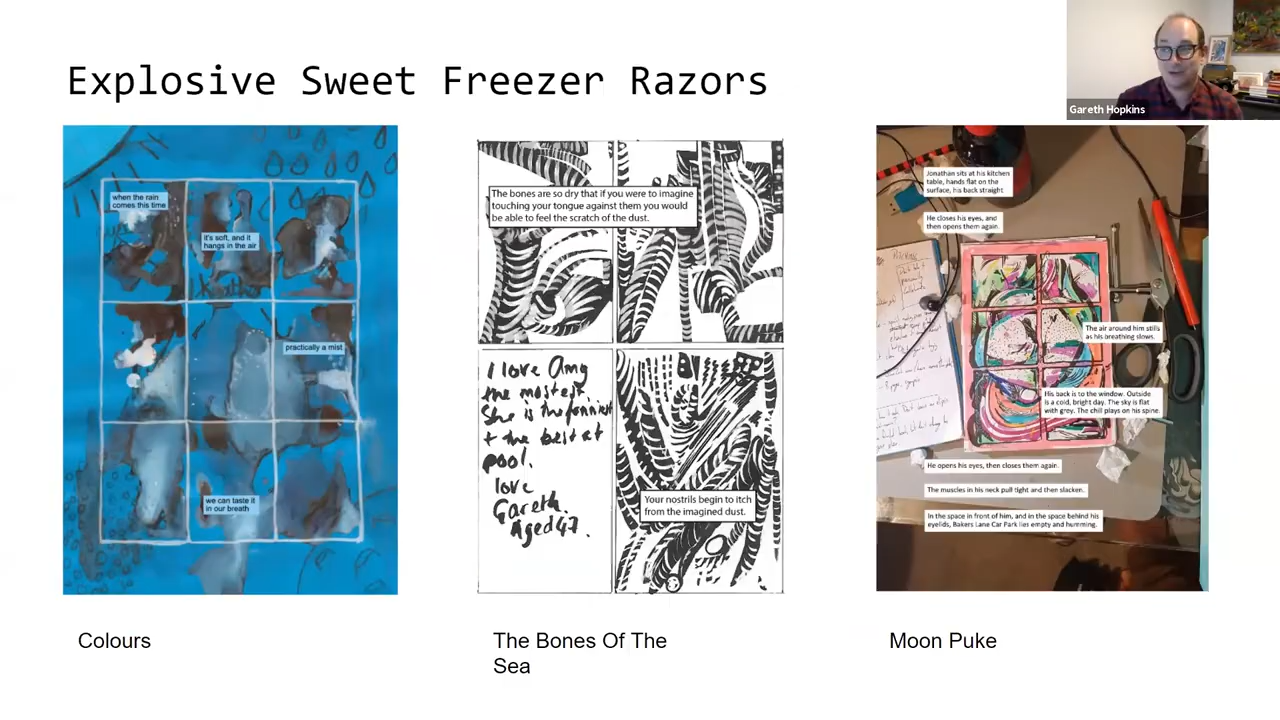 Explosive Sweet Freezer Razors
Gareth Hopkins
when the rain
comes this time
it's soft, and it
hangs in the air
practically a mist
we can taste it
in our breath
Colours
The bones are so dry that if you were to imagine
touching your tongue against them you would
be able to feel the scratch of the dust.
I love Amy
the mostest
She is the funniest
+ the best at
pool.
love
Gareth.
Aged 47.
Your nostrils begin to itch
from the imagined dust.
The Bones Of The
Sea
Jonathan sits at his kitchen
table, hands flat on the
surface, his back straight
He closes his eyes, and
then opens them again.
The air around him stills
as his breathing slows.
His back is to the window. Outside
is a cold, bright day. The sky is flat
with grey. The chill plays on his spine.
He opens his eyes, then closes them again.
The muscles in his neck pull tight and then slacken.
In the space in front of him, and in the space behind his
eyelids, Bakers Lane Car Park lies empty and humming.
Moon Puke